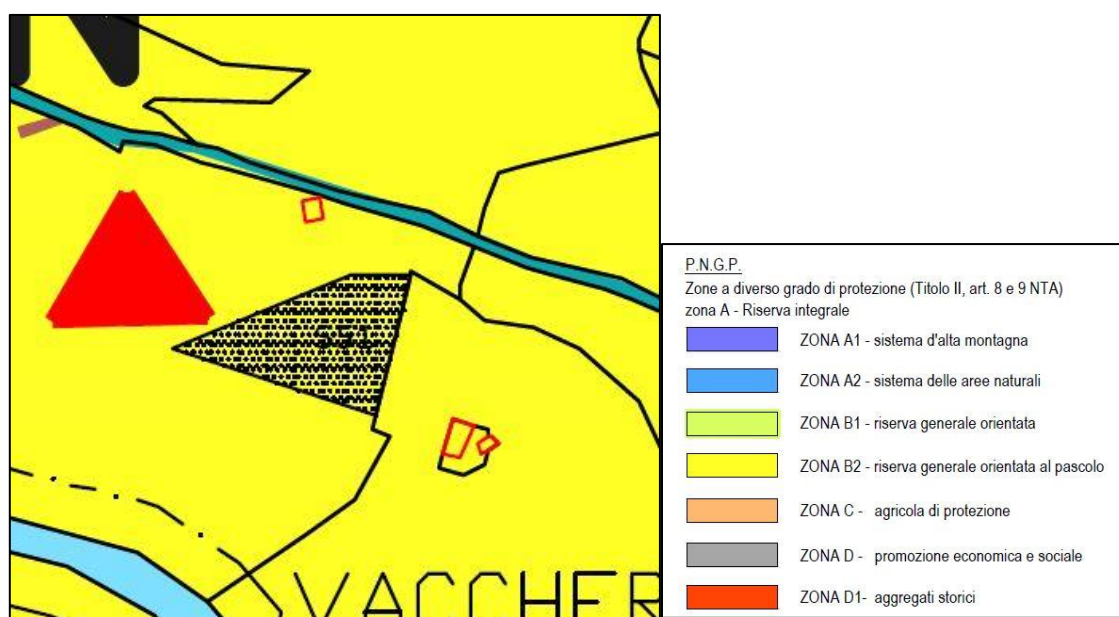 N
VACCHER
P.N.G.P.
Zone a diverso grado di protezione (Titolo II, art. 8 e 9 NTA)
zona A - Riserva integrale
ZONA A1 - sistema d'alta montagna
ZONA A2 - sistema delle aree naturali
ZONA B1 - riserva generale orientata
ZONA B2 - riserva generale orientata al pascolo
ZONA C - agricola di protezione
ZONA D - promozione economica e sociale
ZONA D1- aggregati storici